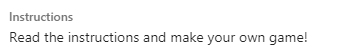 Instructions
Read the instructions and make your own game!